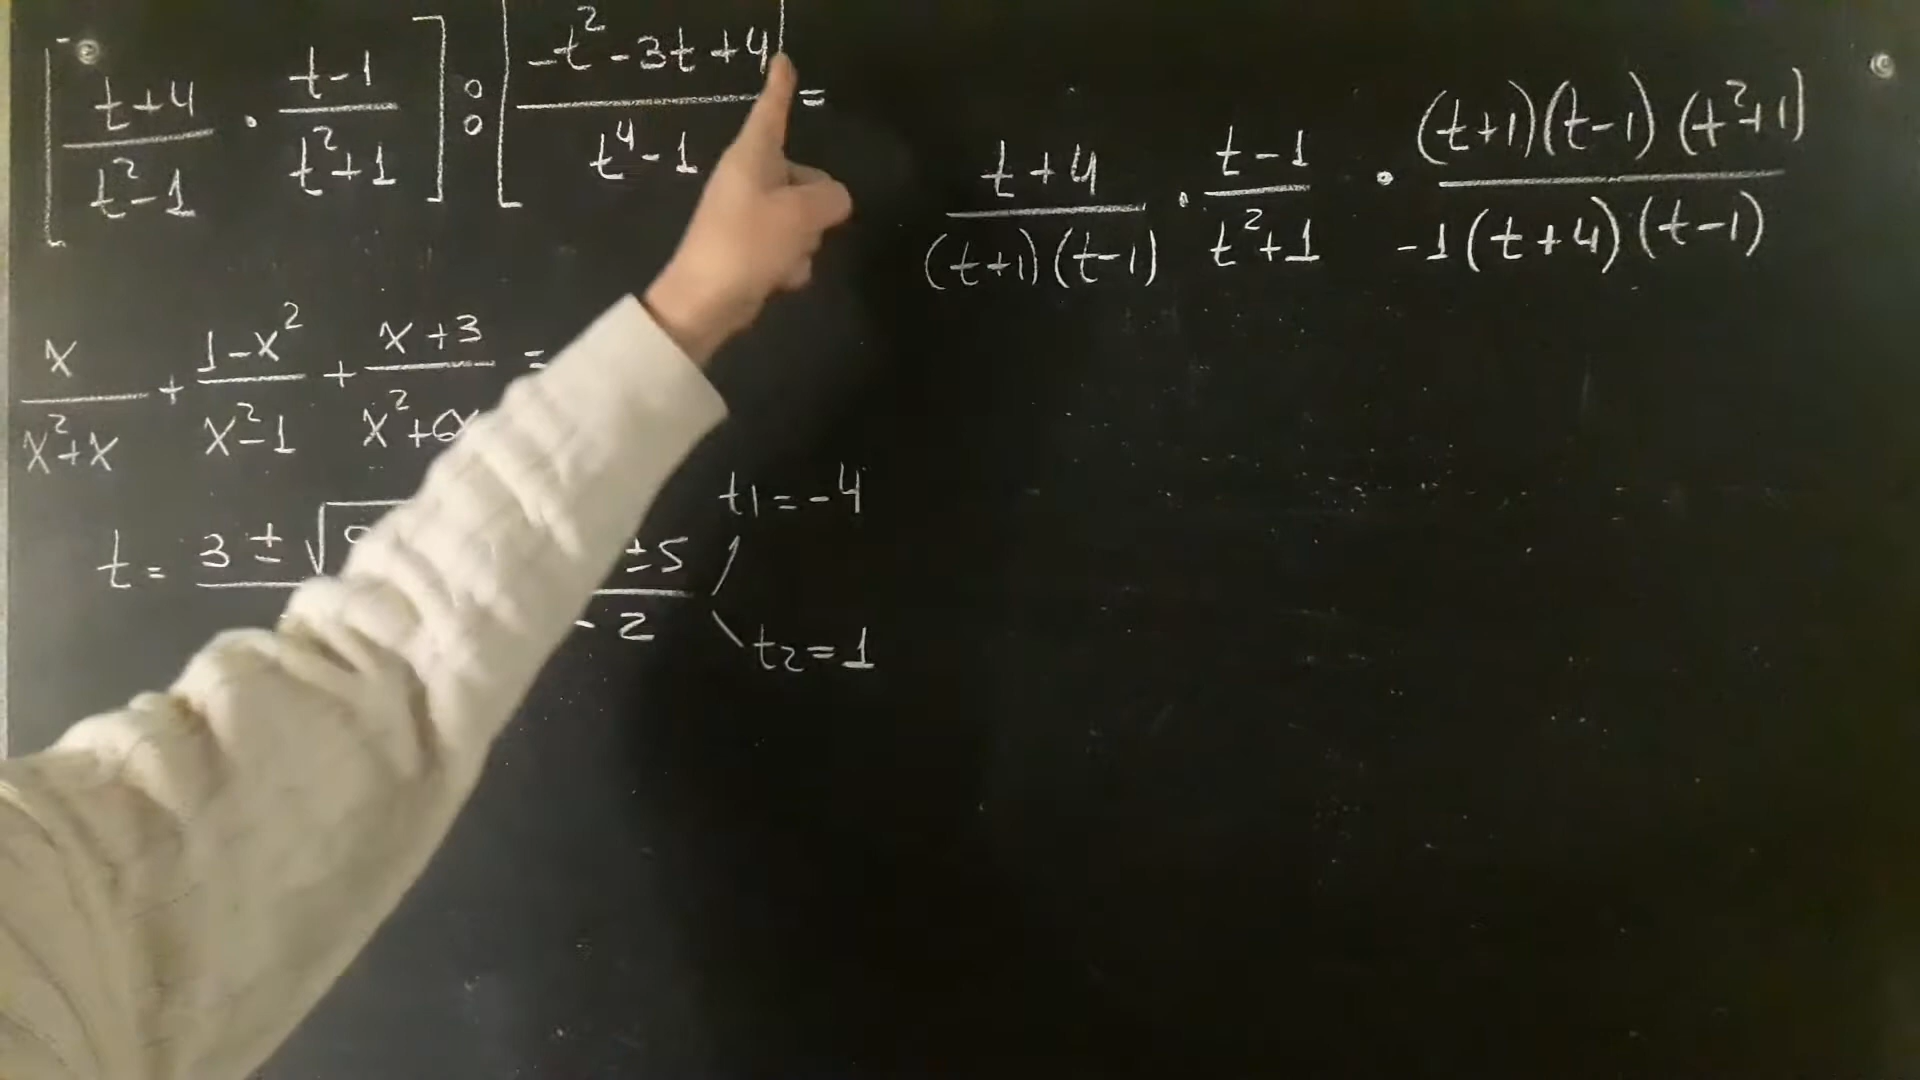 [t+4/t²-1 · t-1/t²+1] : [-t²-3t+4/t⁴-1] =
t+4/(t+1)(t-1) · t-1/t²+1 · (t+1)(t-1)(t²+1)/-1(t+4)(t-1)
x/x²+x + 1-x²/x²-1 + x+3/x²+ =
t = 3±√ ±5/-2
t1=-4
t2=1